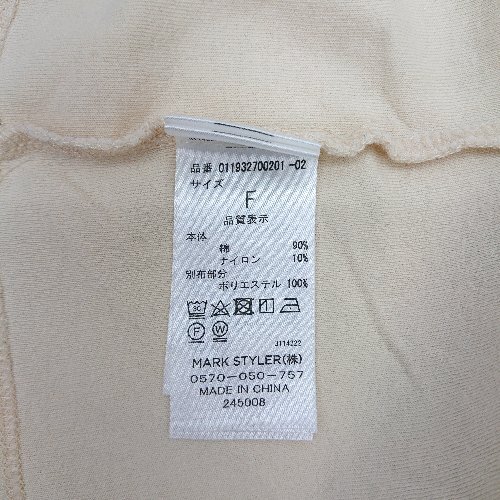 品番 011932700201-02
サイズ
F
品質表示
本体
綿 90%
ナイロン 10%
別布部分
ポリエステル 100%
F W
J114222
MARK STYLER(株)
0570-050-757
MADE IN CHINA
245008